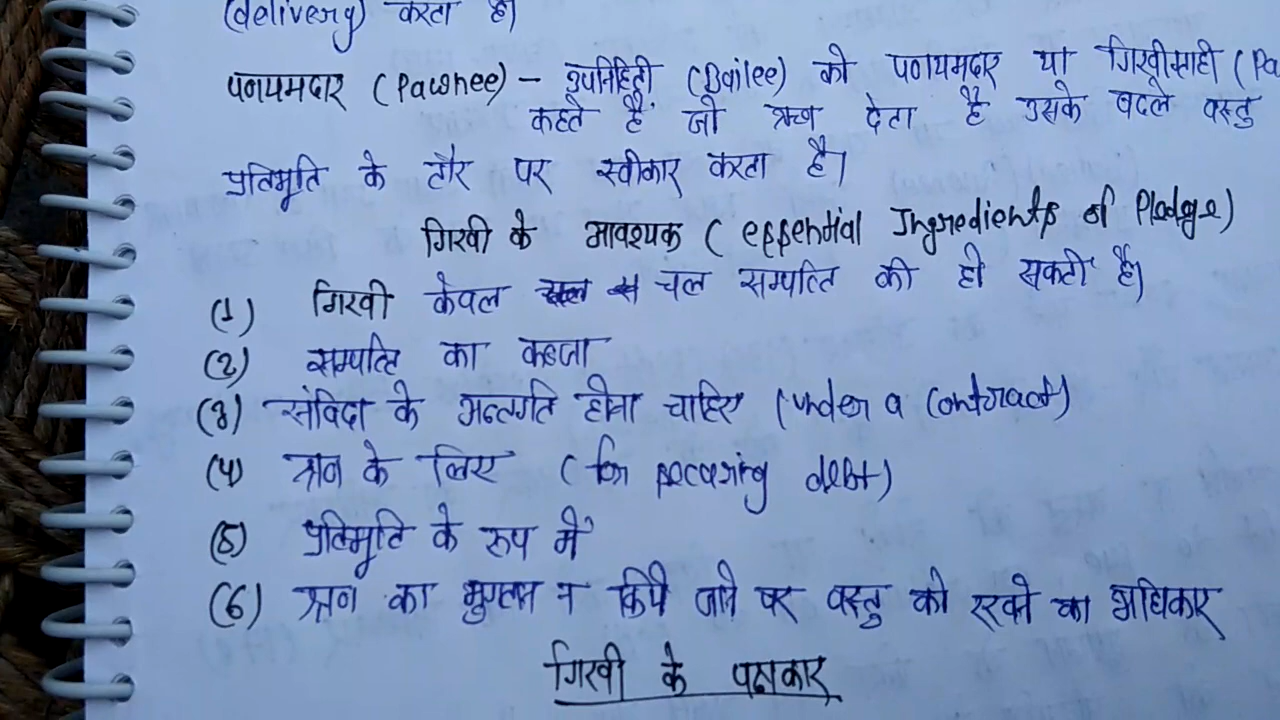 (delivery) करता है।
पणयमदार (Pawnee) - उपनिहिती (Bailee) को पणयमदार या गिरवीग्राही (Pa
कहते हैं, जो ऋण देता है उसके बदले वस्तु
प्रतिभूति के तौर पर स्वीकार करता है।
गिरवी के आवश्यक (essential Ingredients of Pledge)
(1) गिरवी केवल चल सम्पत्ति की ही सकती है।
(2) सम्पत्ति का कब्जा
(3) संविदा के अन्तर्गत होना चाहिए (under a Contract)
(4) ऋण के लिए (for securing debt)
(5) प्रतिभूति के रूप में
(6) ऋण का भुगतान न किये जाने पर वस्तु को रखने का अधिकार
गिरवी के पक्षकार